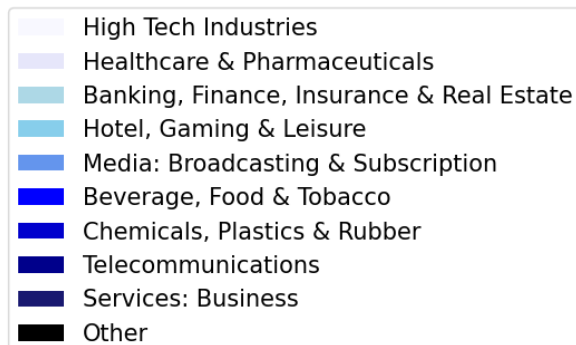 High Tech Industries
Healthcare & Pharmaceuticals
Banking, Finance, Insurance & Real Estate
Hotel, Gaming & Leisure
Media: Broadcasting & Subscription
Beverage, Food & Tobacco
Chemicals, Plastics & Rubber
Telecommunications
Services: Business
Other